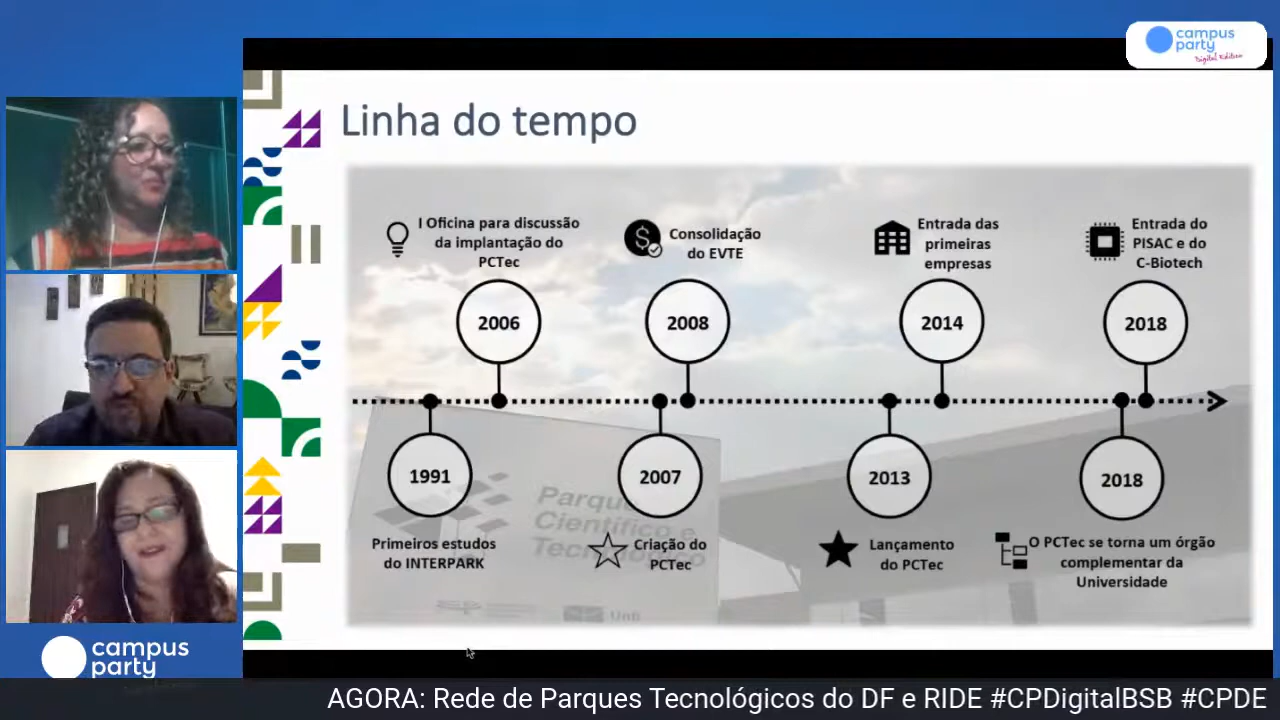 campus
party
Digital Edition
Linha do tempo
I Oficina para discussão
da implantação do
PCTec
Consolidação
do EVTE
Entrada das
primeiras
empresas
Entrada do
PISAC e do
C-Biotech
2006
2008
2014
2018
1991
2007
2013
2018
Parque
Científico e
Tecnológico
Primeiros estudos
do INTERPARK
Criação do
PCTec
Lançamento
do PCTec
O PCTec se torna um órgão
complementar da
Universidade
campus
party
AGORA: Rede de Parques Tecnológicos do DF e RIDE #CPDigitalBSB #CPDE